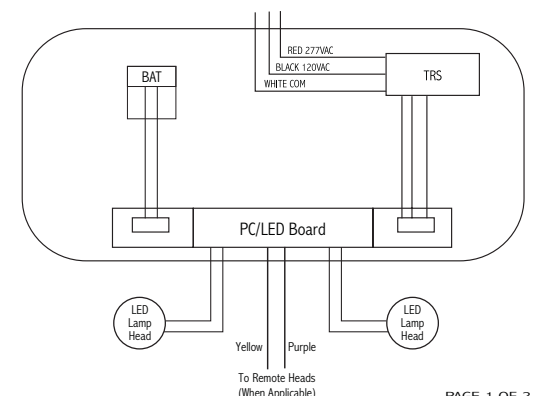 RED 277VAC
BLACK 120VAC
WHITE COM
BAT
TRS
PC/LED Board
LED
Lamp
Head
LED
Lamp
Head
Yellow
Purple
To Remote Heads
(When Applicable)
PAGE 1 OF 2